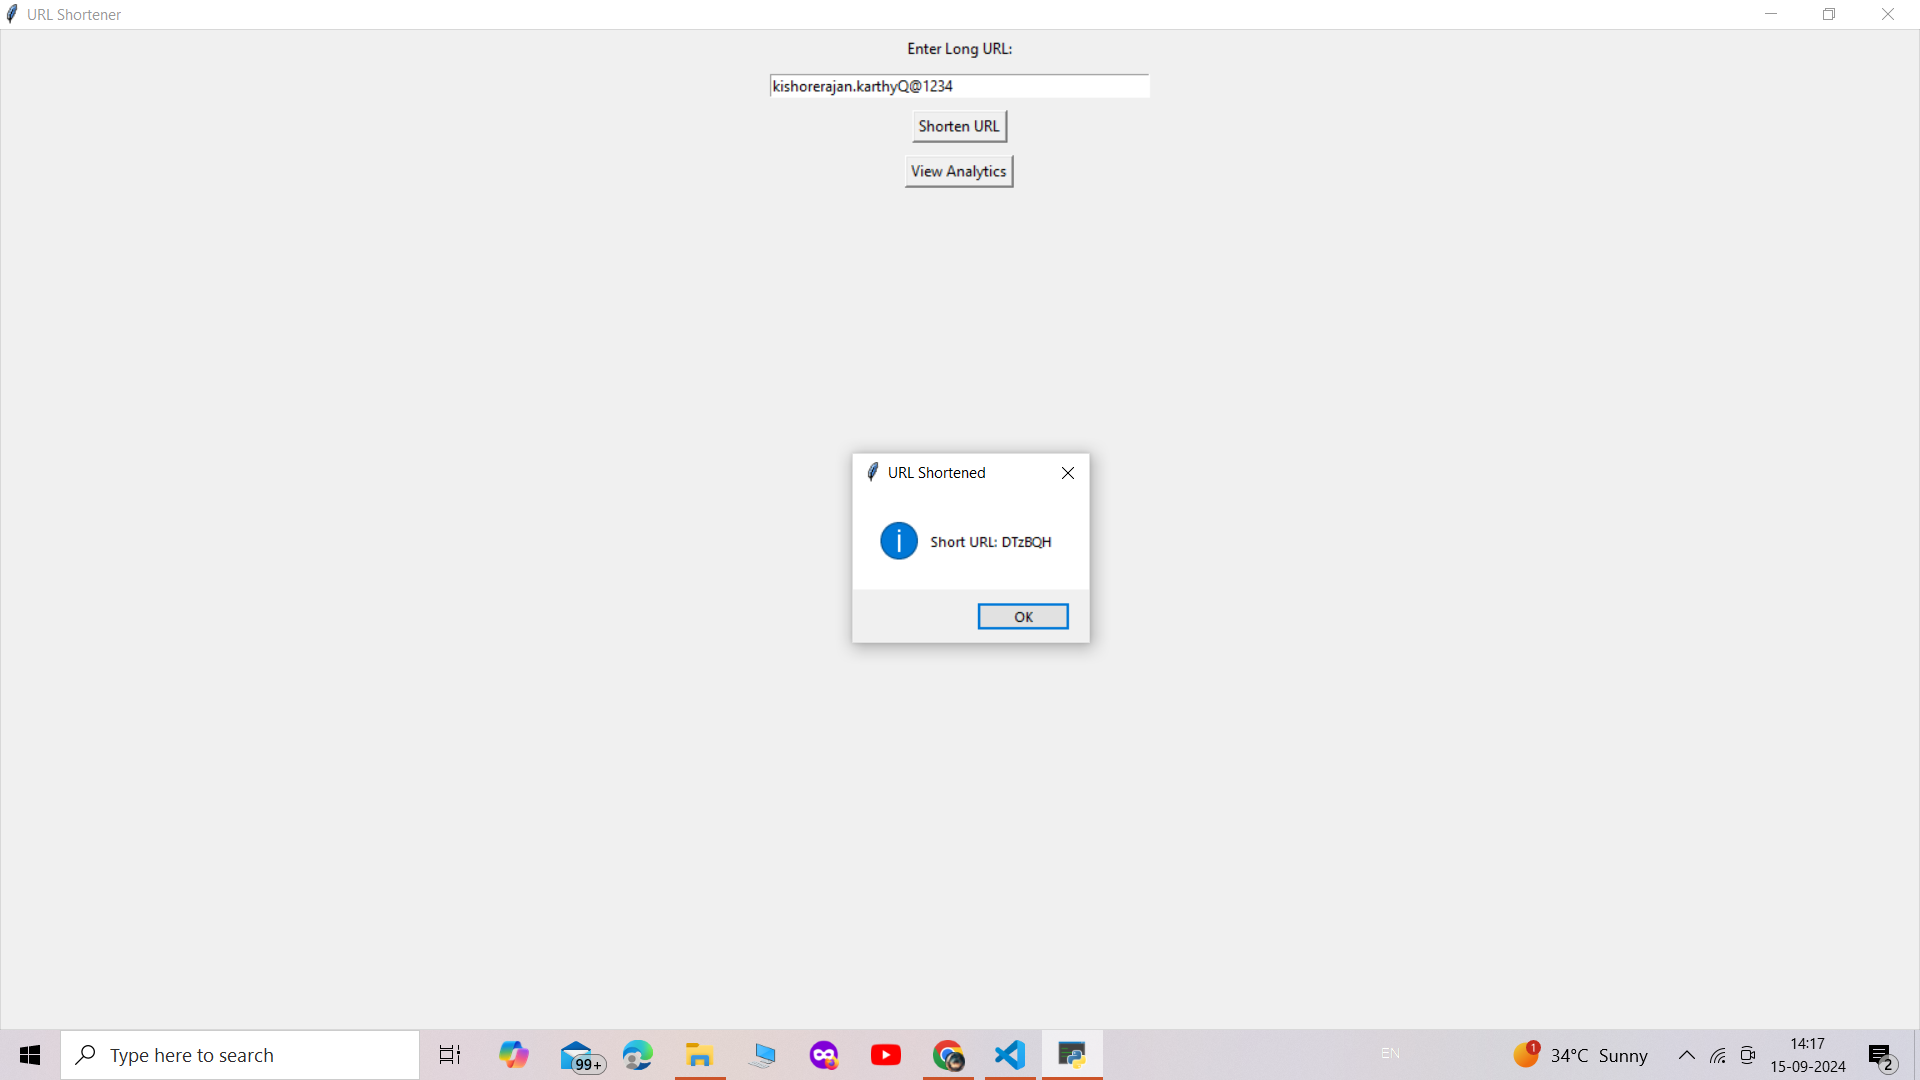 URL Shortener
Enter Long URL:
kishorerajan.karthyQ@1234
Shorten URL
View Analytics
URL Shortened
Short URL: DTzBQH
OK
Type here to search
99+
EN
1
34°C Sunny
14:17
15-09-2024
2